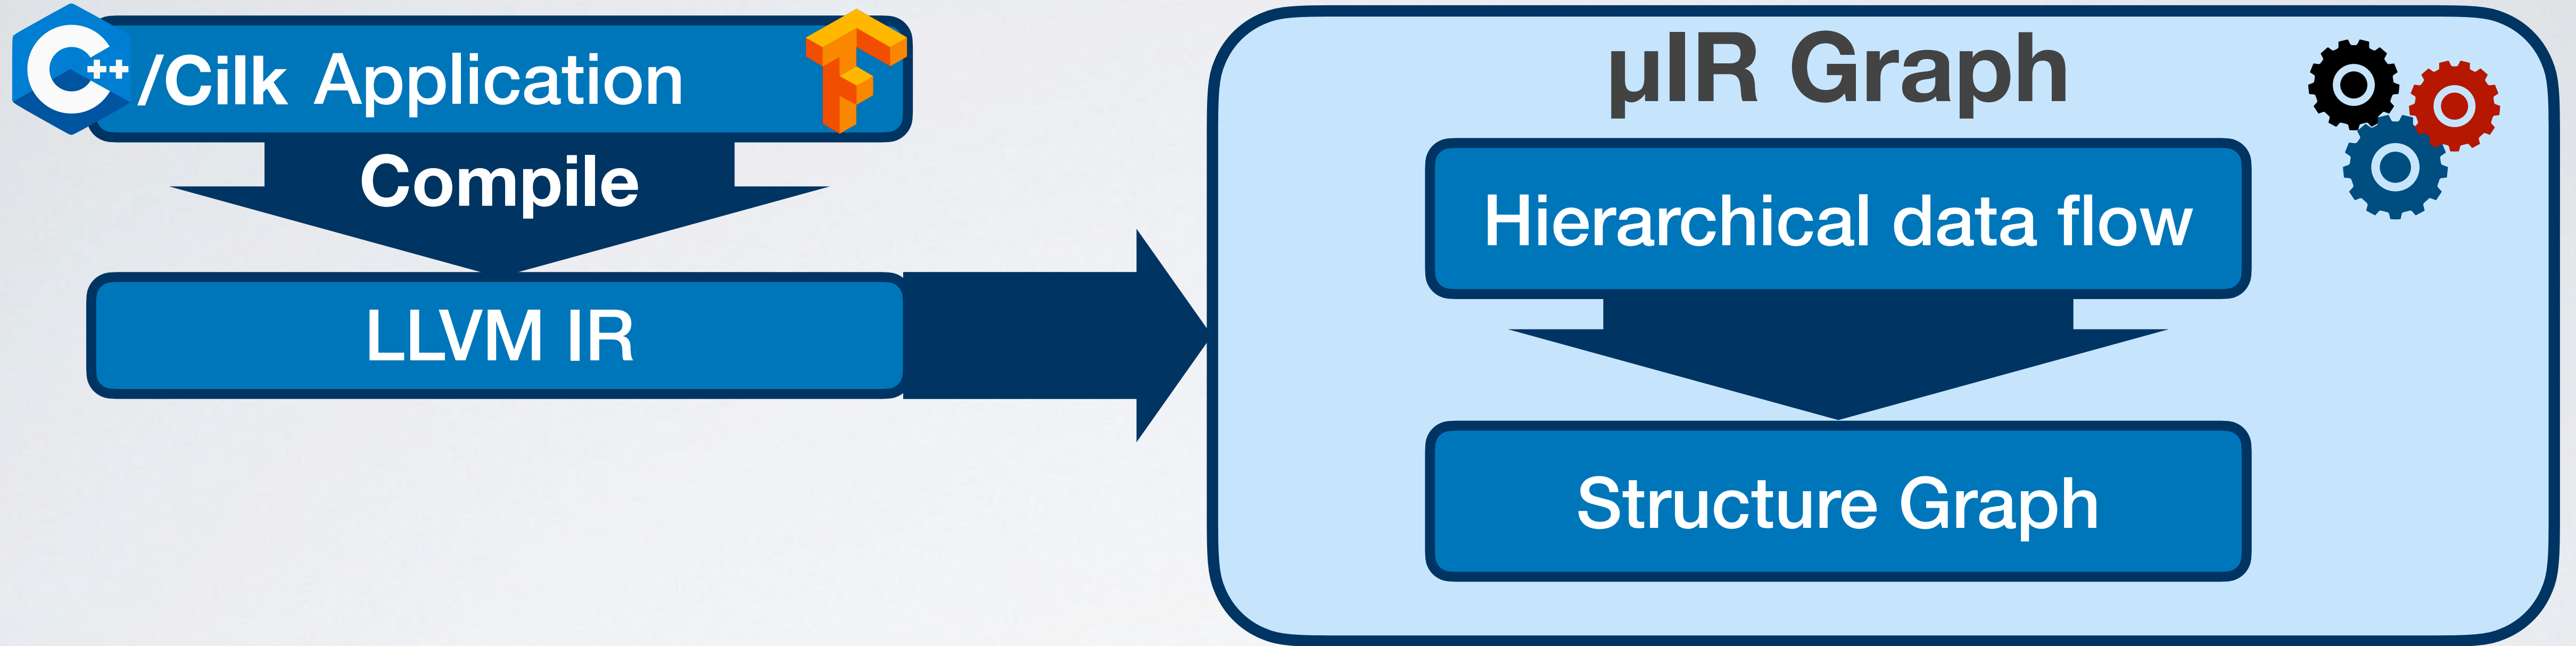 C++/Cilk Application
Compile
LLVM IR
µIR Graph
Hierarchical data flow
Structure Graph